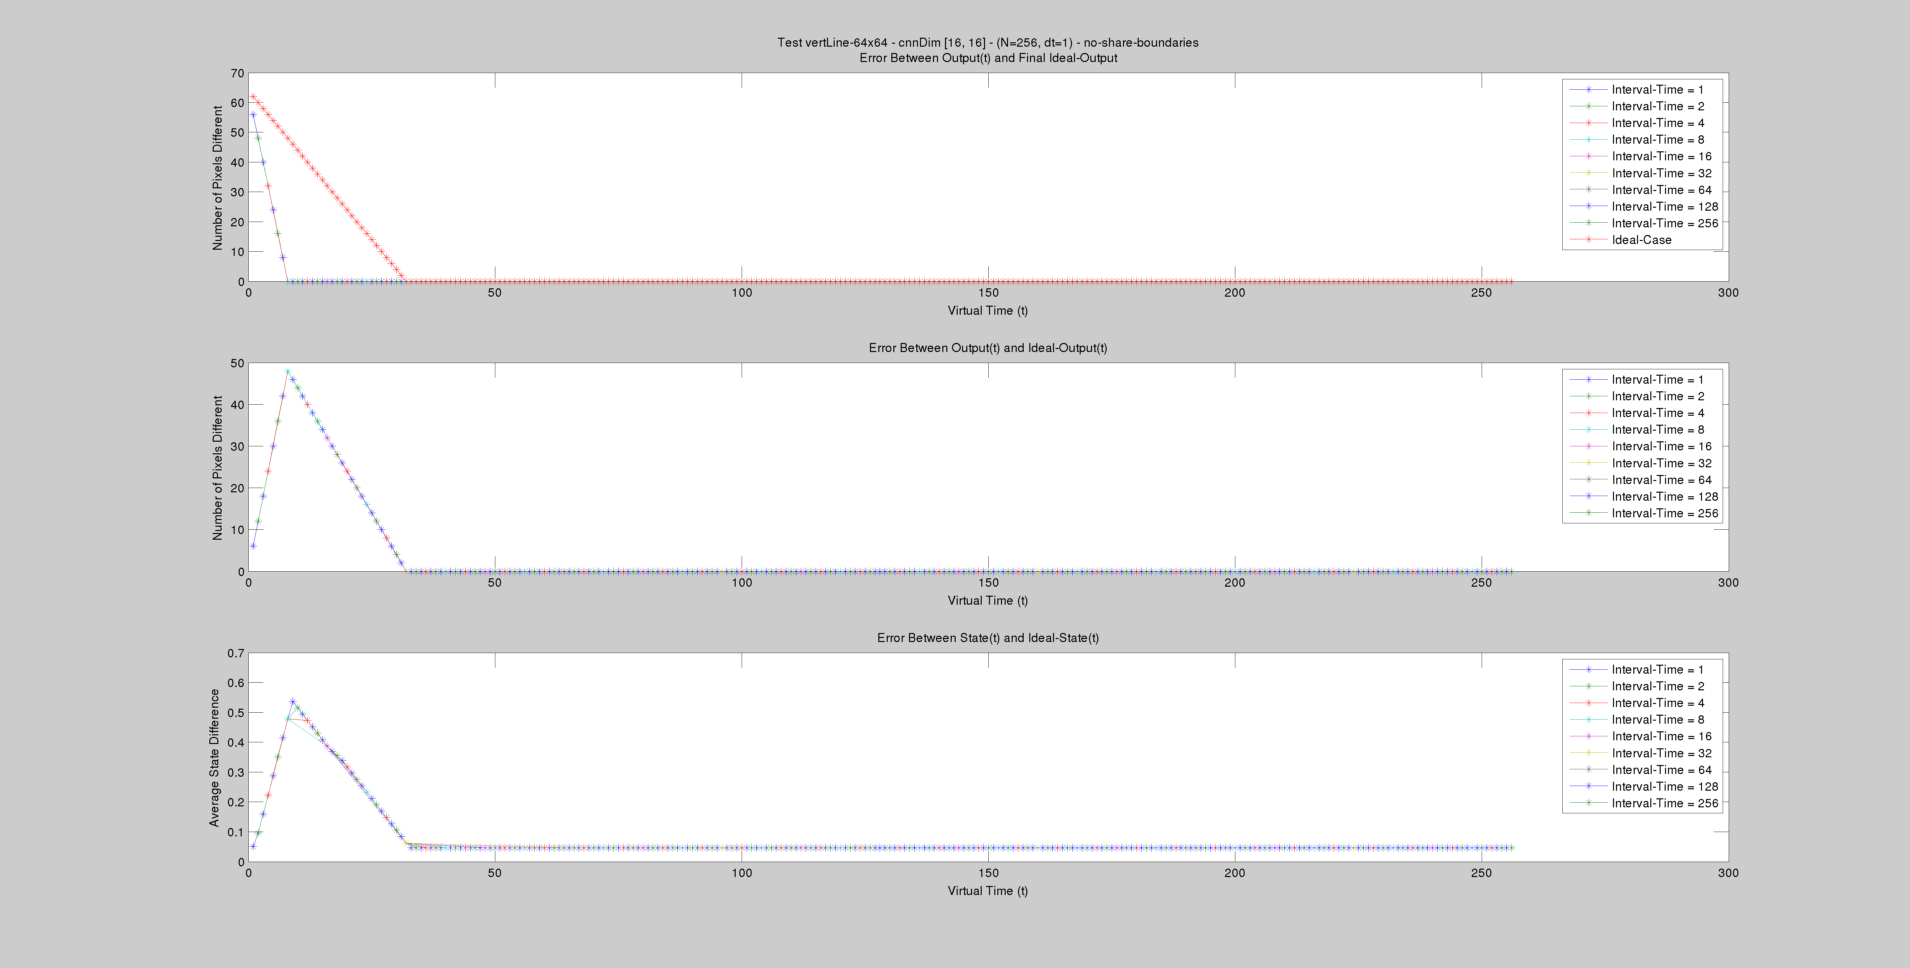 Test vertLine-64x64 - cnnDim [16, 16] - (N=256, dt=1) - no-share-boundaries
Error Between Output(t) and Final Ideal-Output
Number of Pixels Different
70
60
50
40
30
20
10
0
0 50 100 150 200 250 300
Virtual Time (t)
Interval-Time = 1
Interval-Time = 2
Interval-Time = 4
Interval-Time = 8
Interval-Time = 16
Interval-Time = 32
Interval-Time = 64
Interval-Time = 128
Interval-Time = 256
Ideal-Case
Error Between Output(t) and Ideal-Output(t)
Number of Pixels Different
50
40
30
20
10
0
0 50 100 150 200 250 300
Virtual Time (t)
Interval-Time = 1
Interval-Time = 2
Interval-Time = 4
Interval-Time = 8
Interval-Time = 16
Interval-Time = 32
Interval-Time = 64
Interval-Time = 128
Interval-Time = 256
Error Between State(t) and Ideal-State(t)
Average State Difference
0.7
0.6
0.5
0.4
0.3
0.2
0.1
0
0 50 100 150 200 250 300
Virtual Time (t)
Interval-Time = 1
Interval-Time = 2
Interval-Time = 4
Interval-Time = 8
Interval-Time = 16
Interval-Time = 32
Interval-Time = 64
Interval-Time = 128
Interval-Time = 256